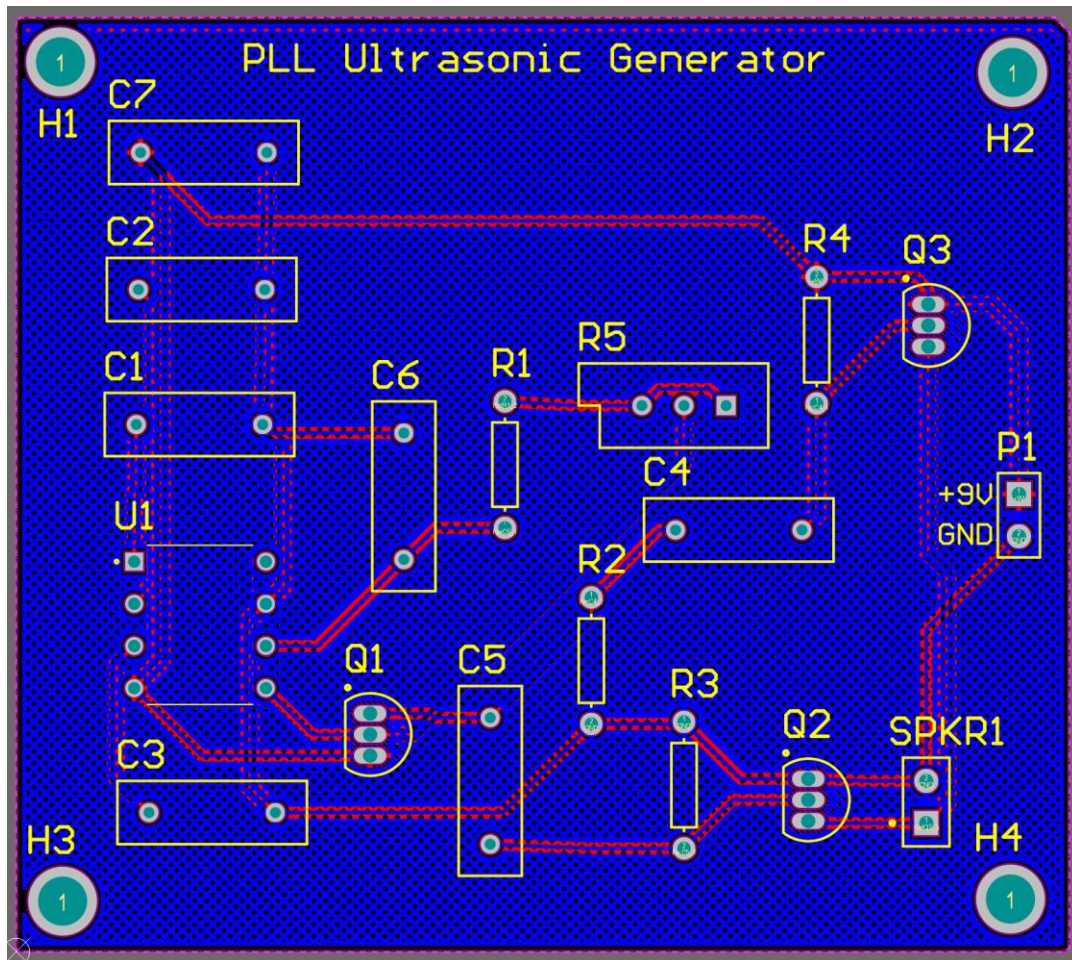 PLL Ultrasonic Generator
1
1
C7
H1
H2
C2
R4
Q3
C1
C6
R1
R5
P1
+9V
GND
C4
U1
R2
Q1
C5
R3
Q2
SPKR1
C3
H3
H4
1
1